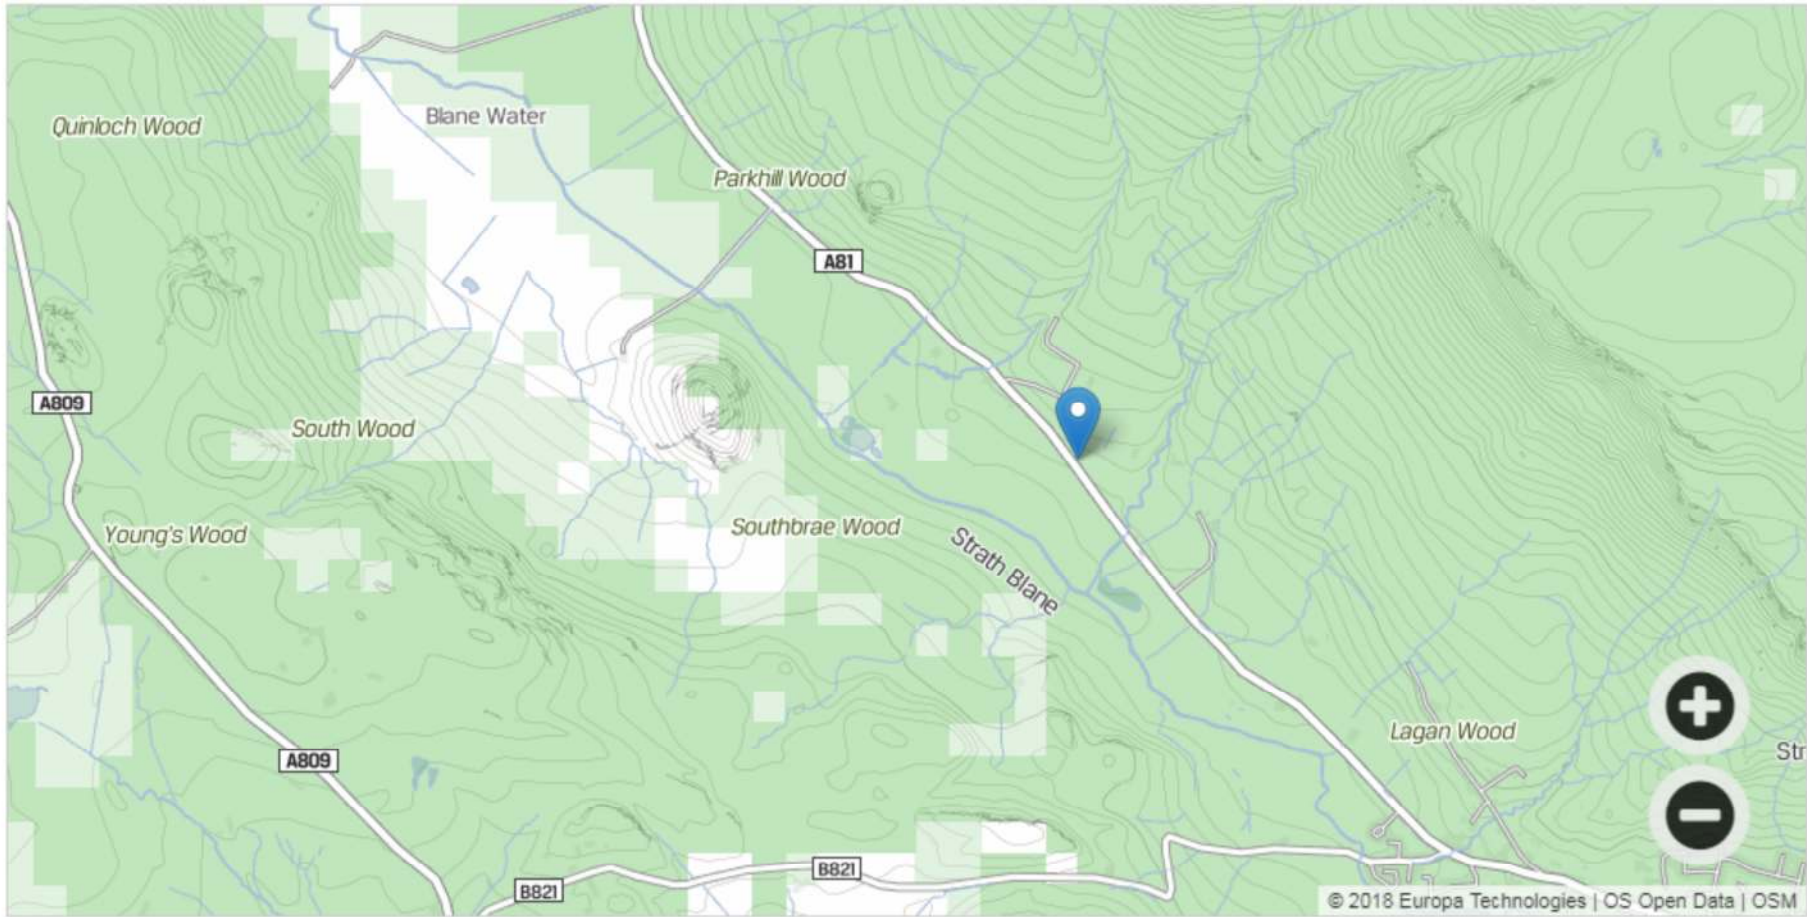 Blane Water
Quinloch Wood
Parkhill Wood
A81
A809
South Wood
Young's Wood
Southbrae Wood
Strath Blane
Lagan Wood
Str
A809
B821
B821
© 2018 Europa Technologies | OS Open Data | OSM